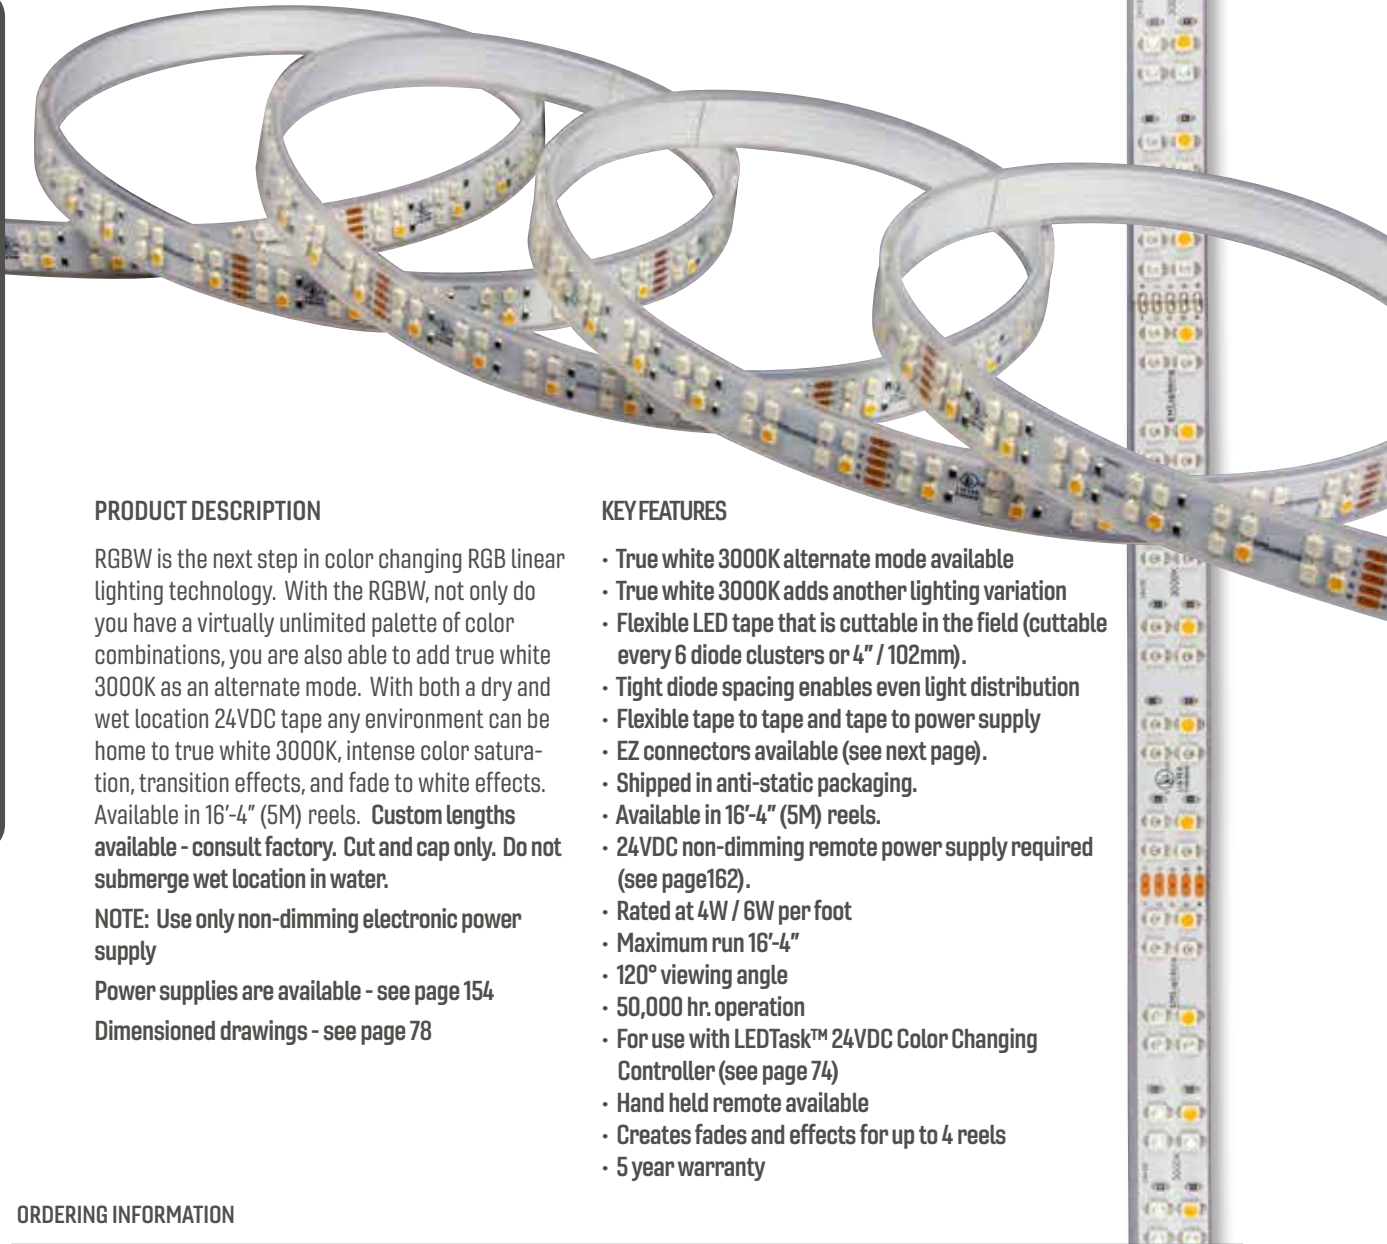 PRODUCT DESCRIPTION
RGBW is the next step in color changing RGB linear
lighting technology.  With the RGBW, not only do
you have a virtually unlimited palette of color
combinations, you are also able to add true white
3000K as an alternate mode.  With both a dry and
wet location 24VDC tape any environment can be
home to true white 3000K, intense color satura-
tion, transition effects, and fade to white effects.
Available in 16’-4” (5M) reels.  Custom lengths
available - consult factory.  Cut and cap only.  Do not
submerge wet location in water.
NOTE:  Use only non-dimming electronic power
supply
Power supplies are available - see page 154
Dimensioned drawings - see page 78
KEY FEATURES
• True white 3000K alternate mode available
• True white 3000K adds another lighting variation
• Flexible LED tape that is cuttable in the field (cuttable
every 6 diode clusters or 4” / 102mm).
• Tight diode spacing enables even light distribution
• Flexible tape to tape and tape to power supply
• EZ connectors available (see next page).
• Shipped in anti-static packaging.
• Available in 16’-4” (5M) reels.
• 24VDC non-dimming remote power supply required
(see page162).
• Rated at 4W / 6W per foot
• Maximum run 16’-4”
• 120° viewing angle
• 50,000 hr. operation
• For use with LEDTask™ 24VDC Color Changing
Controller (see page 74)
• Hand held remote available
• Creates fades and effects for up to 4 reels
• 5 year warranty
ORDERING INFORMATION
3000K
3000K